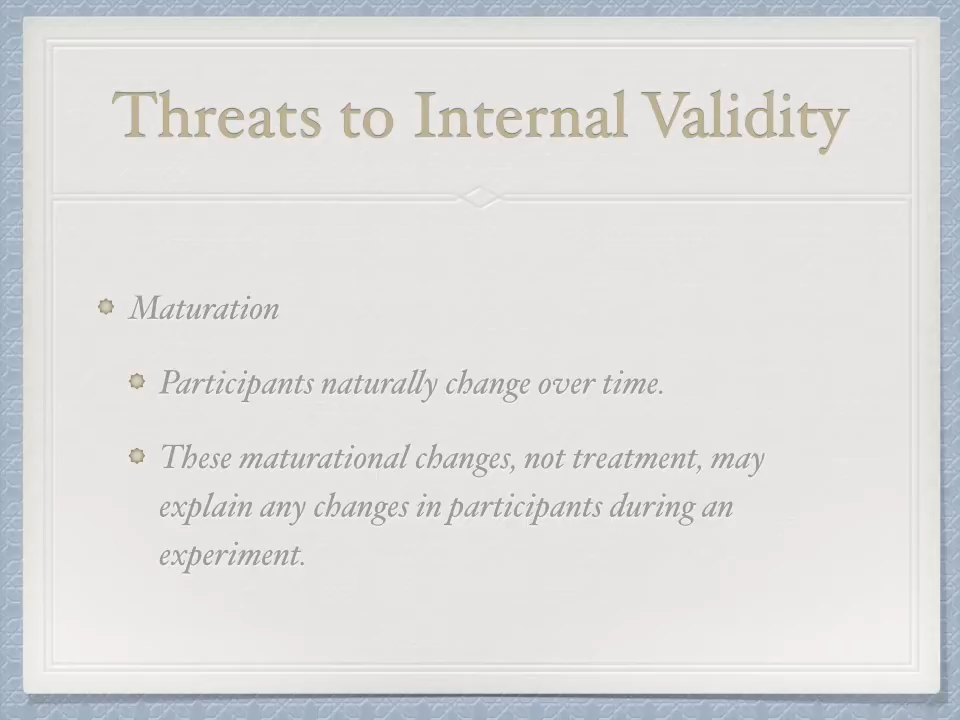 Threats to Internal Validity
Maturation
Participants naturally change over time.
These maturational changes, not treatment, may
explain any changes in participants during an
experiment.